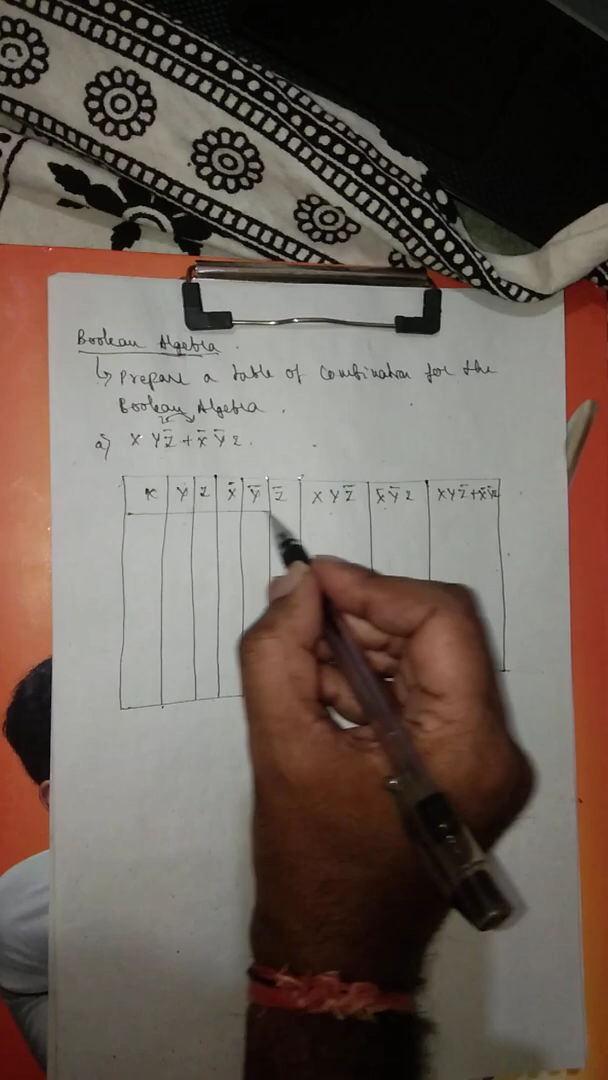 Boolean Algebra.
↳ Prepare a table of Combination for the
Boolean Algebra.
a) X Y Z̅ + X̅ Y̅ Z.
X Y Z X̅ Y̅ Z̅ X Y Z̅ X̅ Y̅ Z X Y Z̅ + X̅ Y̅ Z